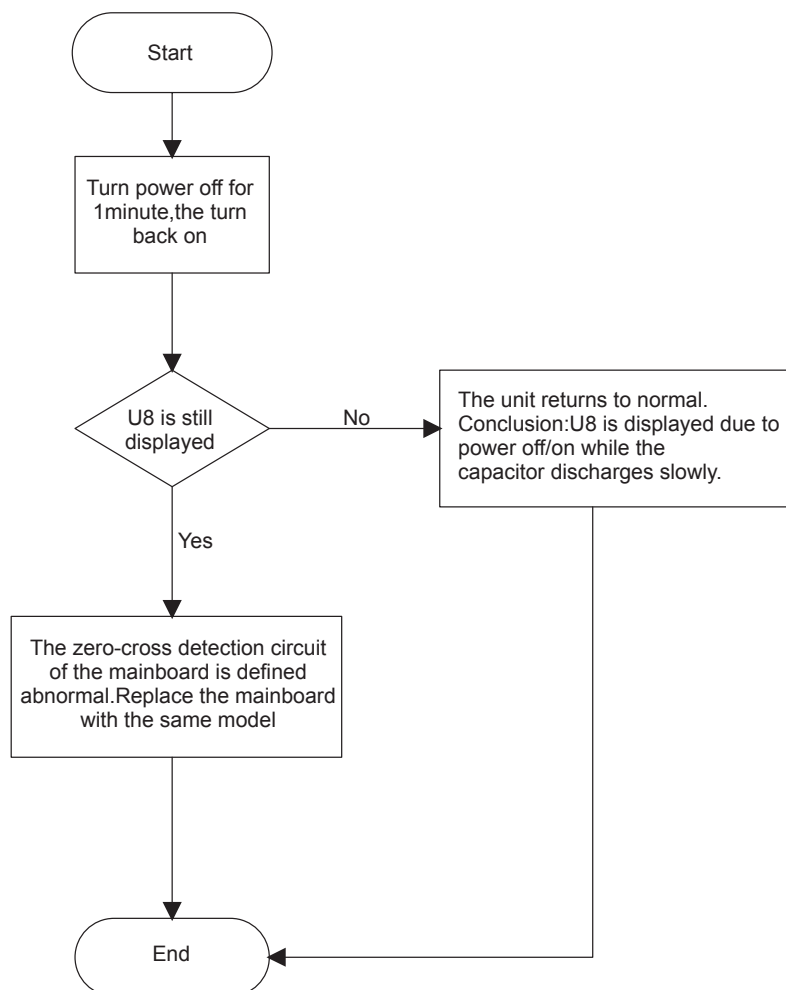 Start
Turn power off for
1minute,the turn
back on
U8 is still
displayed
No
The unit returns to normal.
Conclusion:U8 is displayed due to
power off/on while the
capacitor discharges slowly.
Yes
The zero-cross detection circuit
of the mainboard is defined
abnormal.Replace the mainboard
with the same model
End